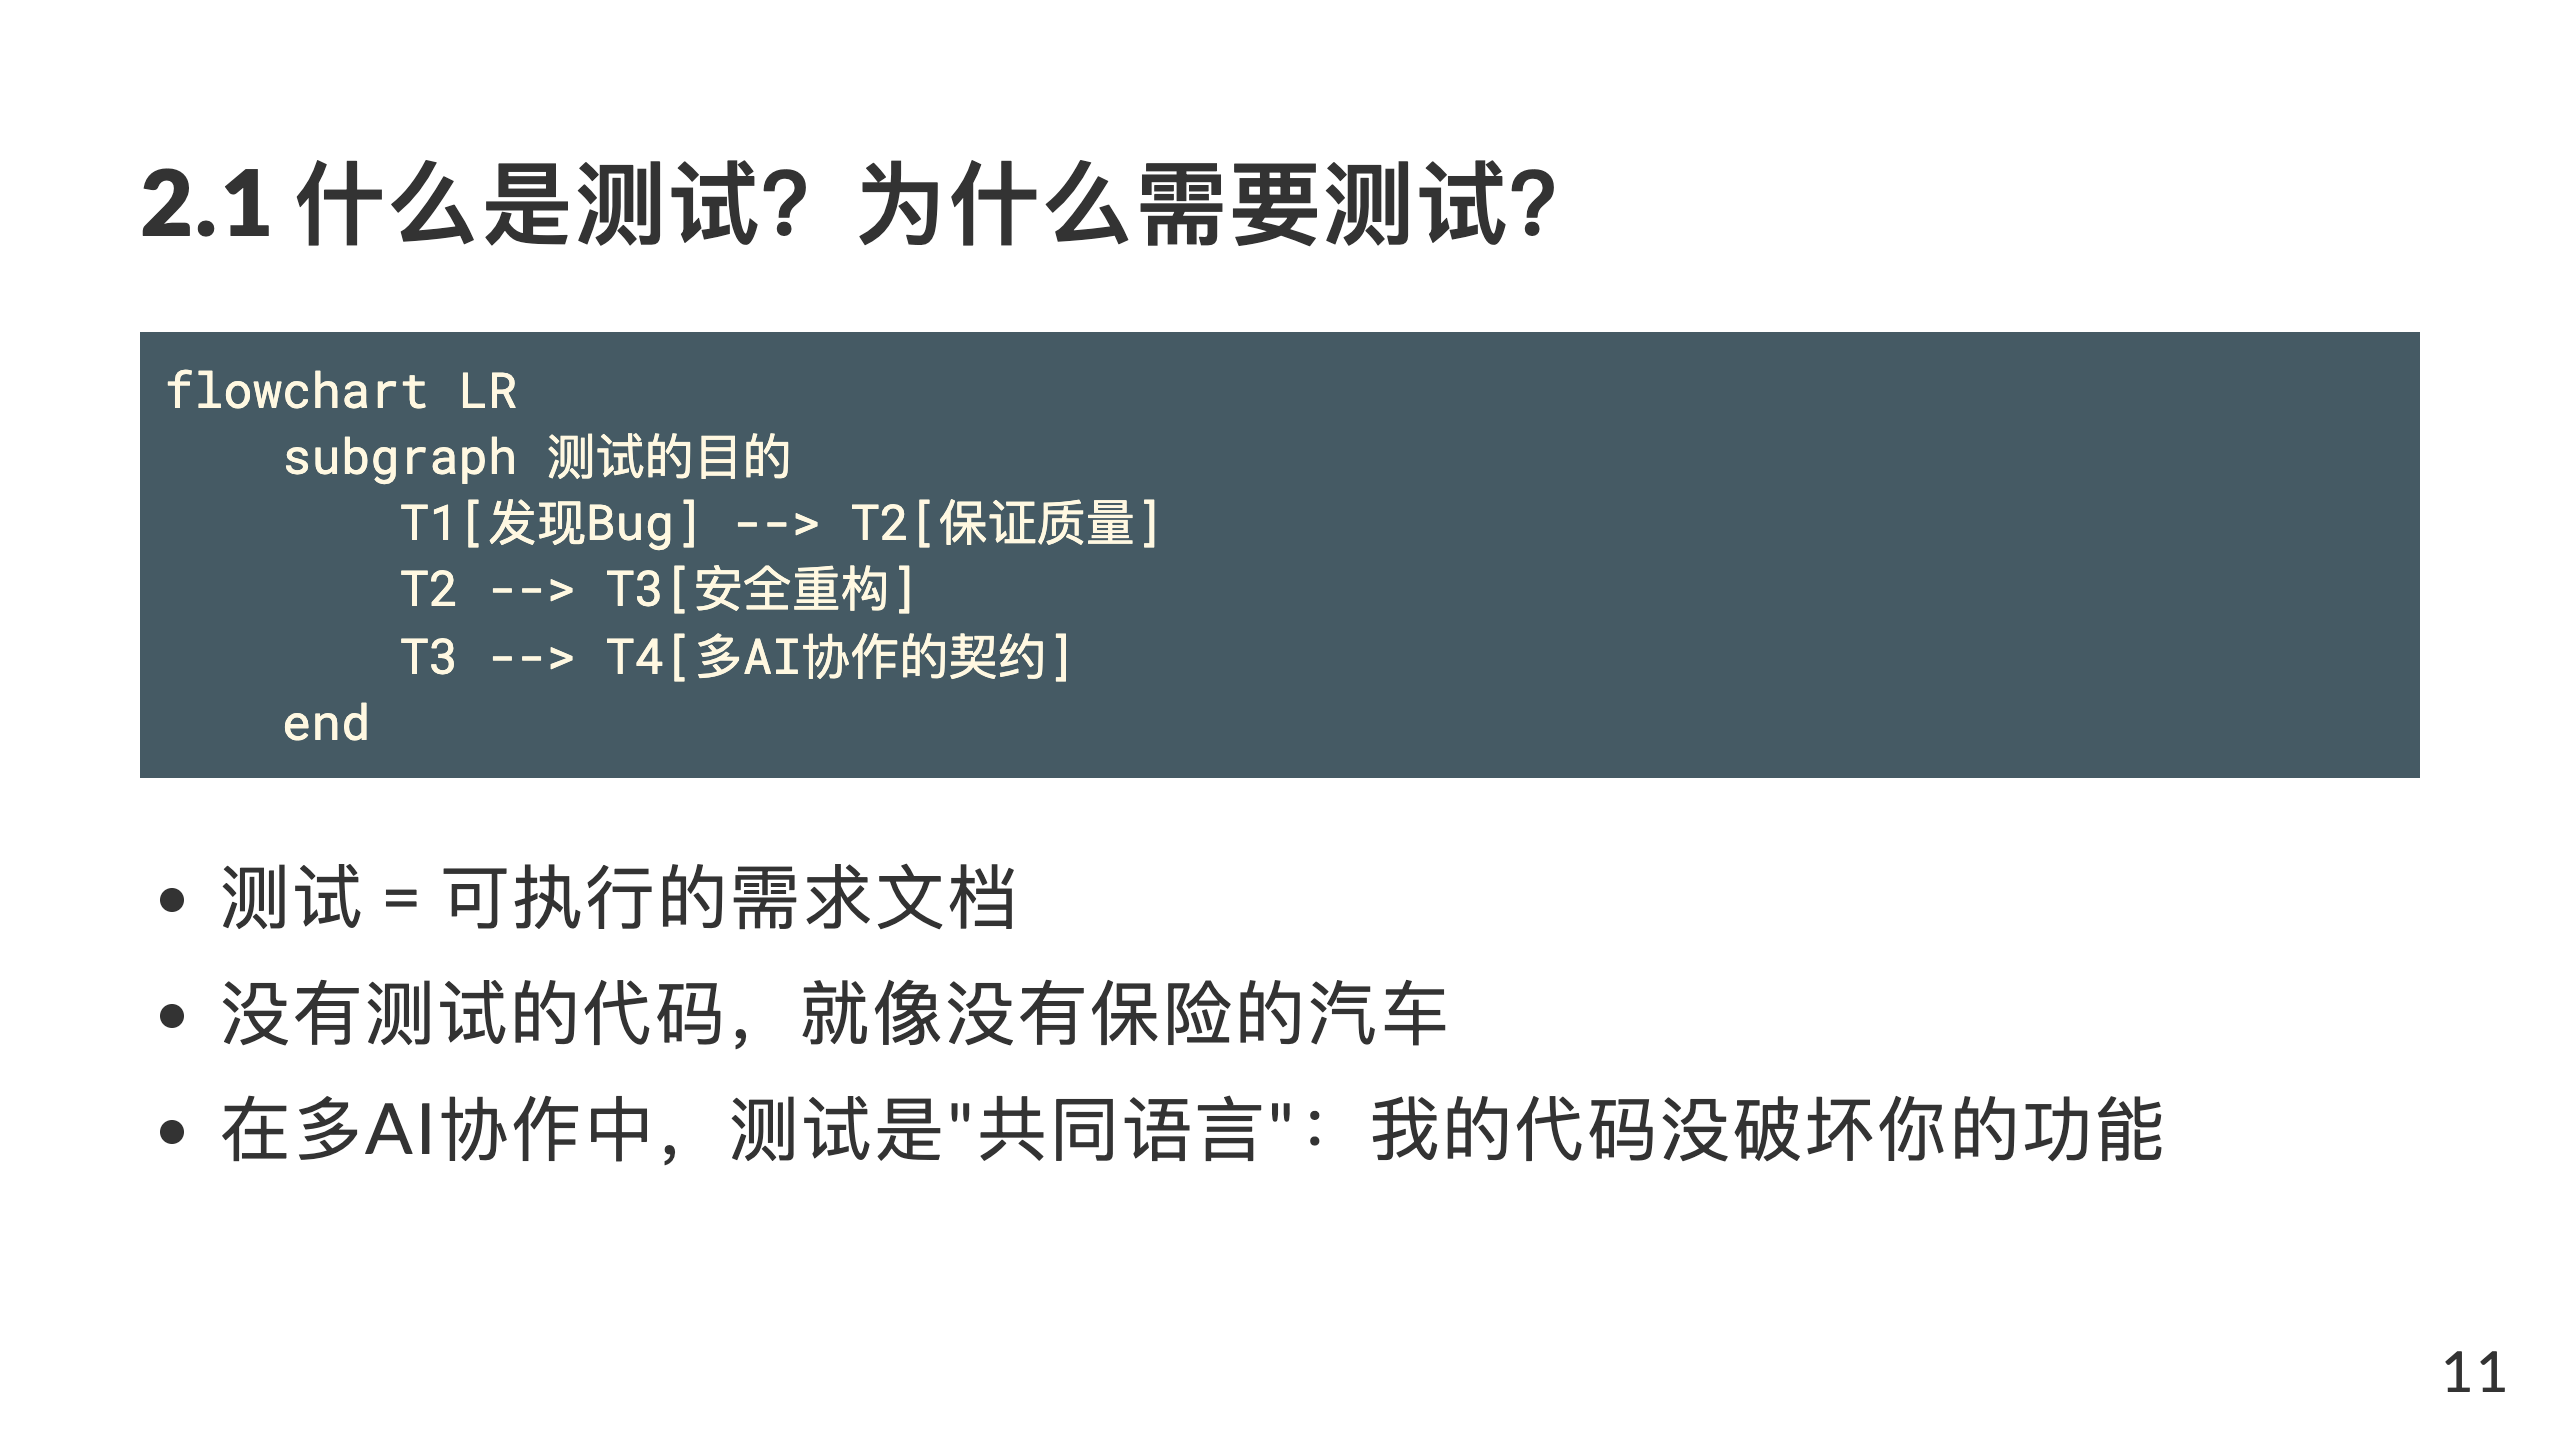 2.1 什么是测试？为什么需要测试？
flowchart LR
    subgraph 测试的目的
        T1[发现Bug] --> T2[保证质量]
        T2 --> T3[安全重构]
        T3 --> T4[多AI协作的契约]
    end
• 测试 = 可执行的需求文档
• 没有测试的代码，就像没有保险的汽车
• 在多AI协作中，测试是"共同语言"：我的代码没破坏你的功能
11